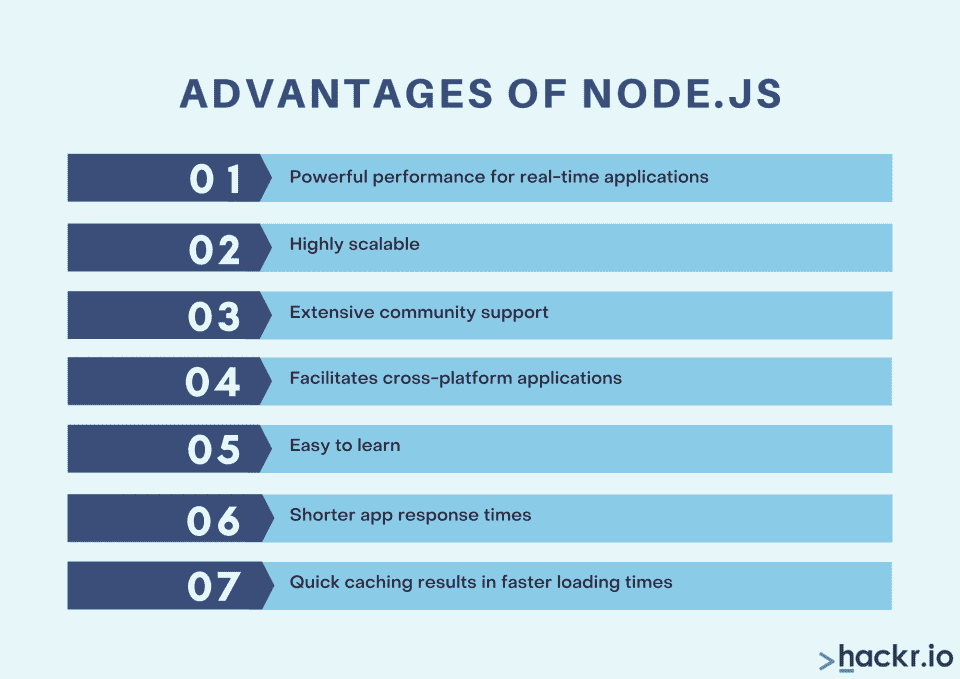 ADVANTAGES OF NODE.JS
01 Powerful performance for real-time applications
02 Highly scalable
03 Extensive community support
04 Facilitates cross-platform applications
05 Easy to learn
06 Shorter app response times
07 Quick caching results in faster loading times
>hackr.io